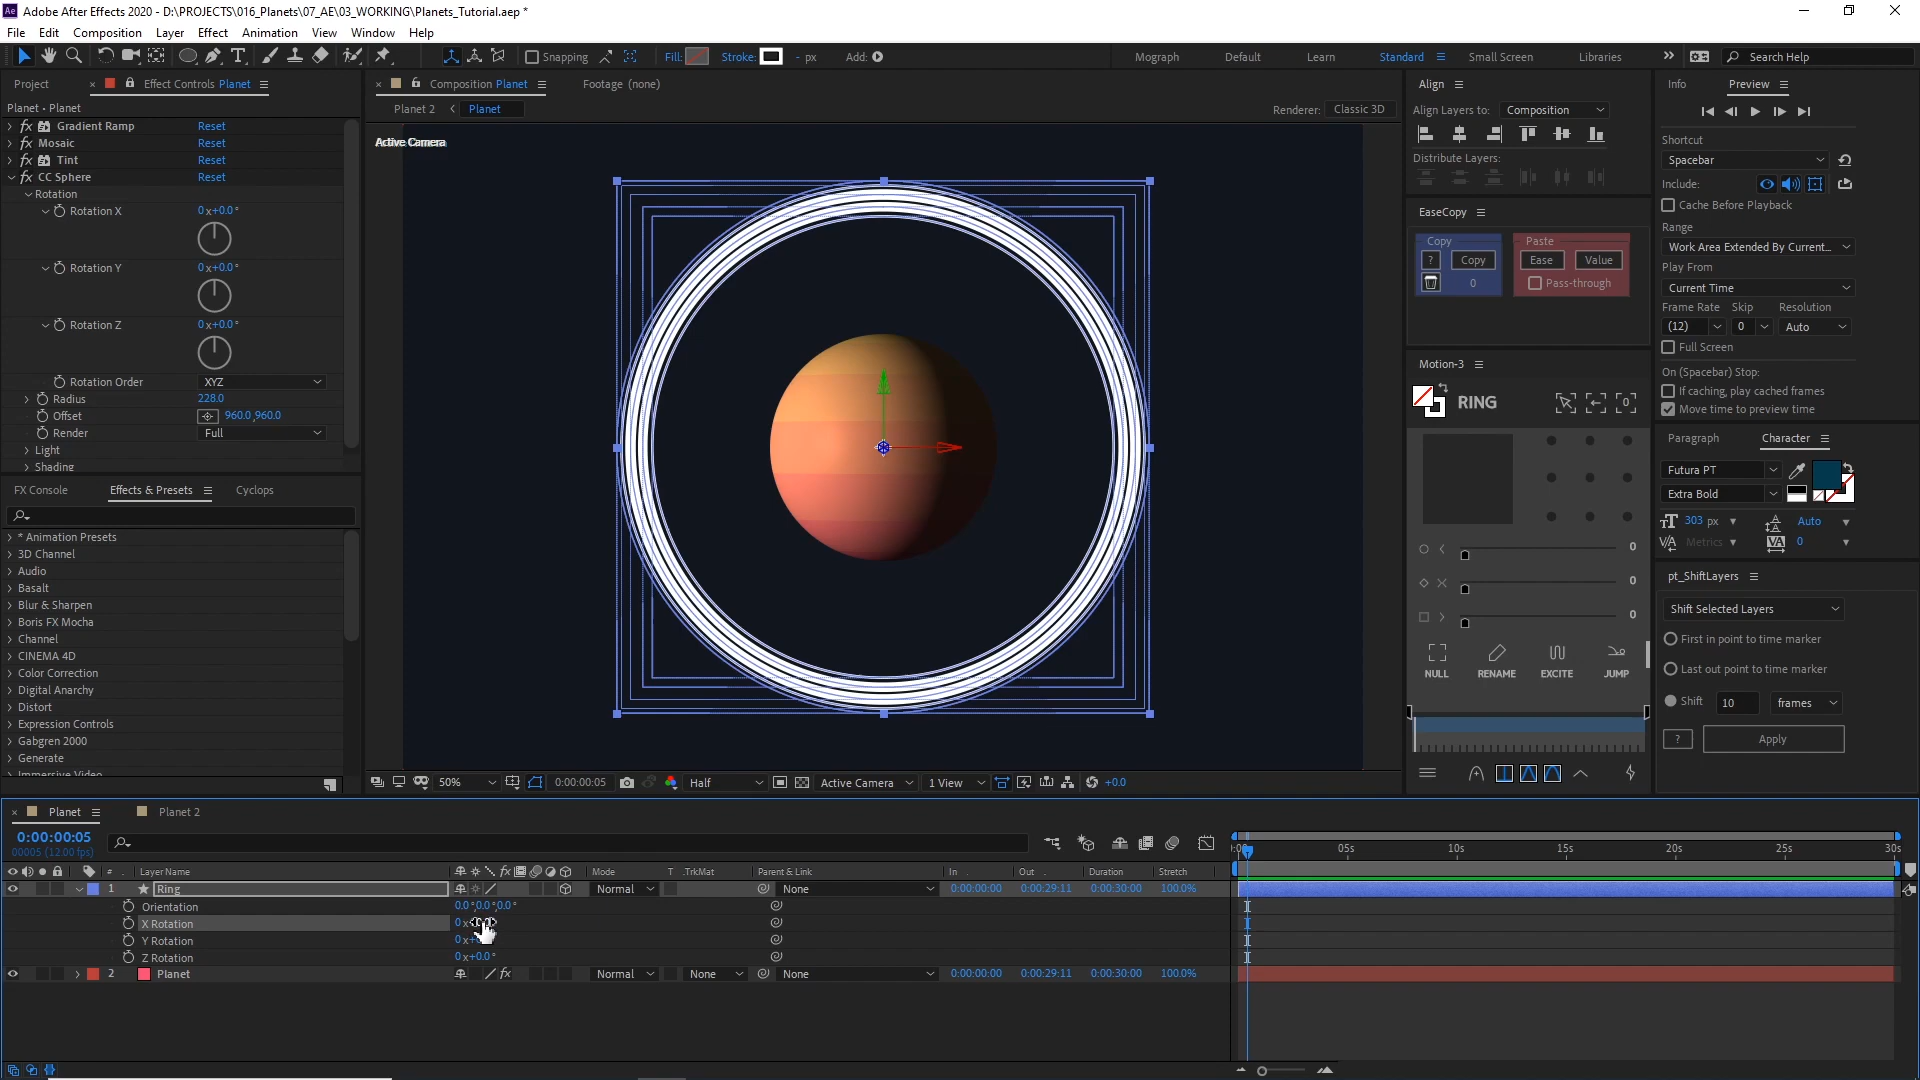 Adobe After Effects 2020 - D:\PROJECTS\016_Planets\07_AE\03_WORKING\Planets_Tutorial.aep *
File Edit Composition Layer Effect Animation View Window Help
Snapping Fill: Stroke: - px Add: Mograph Default Learn Standard Small Screen Libraries Search Help
Project Effect Controls Planet
Planet • Planet
fx Gradient Ramp Reset
fx Mosaic Reset
fx Tint Reset
fx CC Sphere Reset
Rotation
Rotation X 0x+0.0°
Rotation Y 0x+0.0°
Rotation Z 0x+0.0°
Rotation Order XYZ
Radius 228.0
Offset 960.0,960.0
Render Full
Light
Shading
FX Console Effects & Presets Cyclops
* Animation Presets
3D Channel
Audio
Basalt
Blur & Sharpen
Boris FX Mocha
Channel
CINEMA 4D
Color Correction
Digital Anarchy
Distort
Expression Controls
Gabgren 2000
Generate
Immersive Video
Composition Planet Footage (none)
Planet 2 Planet Renderer: Classic 3D
Active Camera
50% 0:00:00:05 Half Active Camera 1 View +0.0
Align
Align Layers to: Composition
Distribute Layers:
EaseCopy
Copy Paste
? Copy Ease Value
0 Pass-through
Motion-3
RING
0
0
0
NULL RENAME EXCITE JUMP
Info Preview
Shortcut
Spacebar
Include:
Cache Before Playback
Range
Work Area Extended By Current...
Play From
Current Time
Frame Rate Skip Resolution
(12) 0 Auto
Full Screen
On (Spacebar) Stop:
If caching, play cached frames
Move time to preview time
Paragraph Character
Futura PT
Extra Bold
303 px Auto
Metrics 0
pt_ShiftLayers
Shift Selected Layers
First in point to time marker
Last out point to time marker
Shift 10 frames
? Apply
Planet Planet 2
0:00:00:05
00005 (12.00 fps)
05s 10s 15s 20s 25s 30s
# Layer Name Mode T .TrkMat Parent & Link In Out Duration Stretch
1 Ring Normal None 0:00:00:00 0:00:29:11 0:00:30:00 100.0%
Orientation 0.0°,0.0°,0.0°
X Rotation 0x
Y Rotation 0x
Z Rotation 0x+0.0°
2 Planet fx Normal None None 0:00:00:00 0:00:29:11 0:00:30:00 100.0%